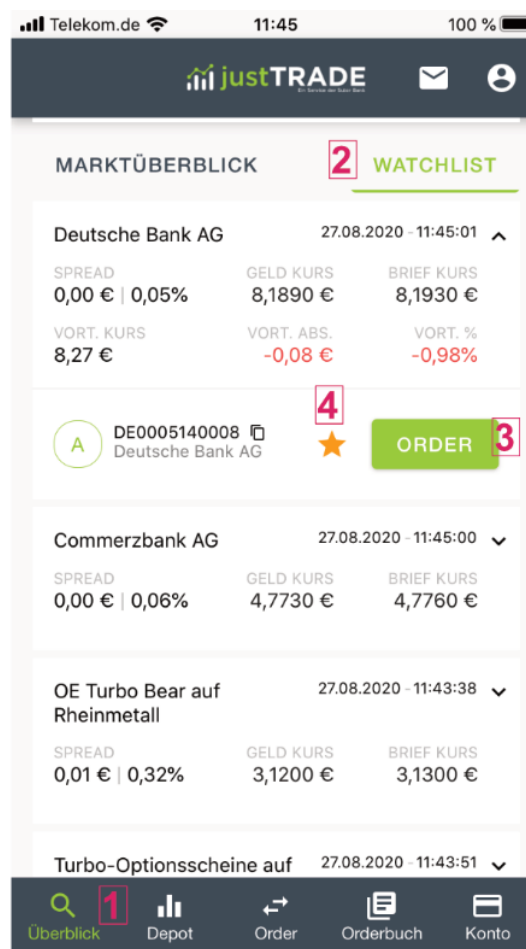 Telekom.de 11:45 100 %
justTRADE
MARKTÜBERBLICK 2 WATCHLIST
Deutsche Bank AG 27.08.2020 - 11:45:01
SPREAD GELD KURS BRIEF KURS
0,00 € | 0,05% 8,1890 € 8,1930 €
VORT. KURS VORT. ABS. VORT. %
8,27 € -0,08 € -0,98%
4
A DE0005140008 ORDER 3
Deutsche Bank AG
Commerzbank AG 27.08.2020 - 11:45:00
SPREAD GELD KURS BRIEF KURS
0,00 € | 0,06% 4,7730 € 4,7760 €
OE Turbo Bear auf 27.08.2020 - 11:43:38
Rheinmetall
SPREAD GELD KURS BRIEF KURS
0,01 € | 0,32% 3,1200 € 3,1300 €
Turbo-Optionsscheine auf 27.08.2020 - 11:43:51
1
Überblick Depot Order Orderbuch Konto